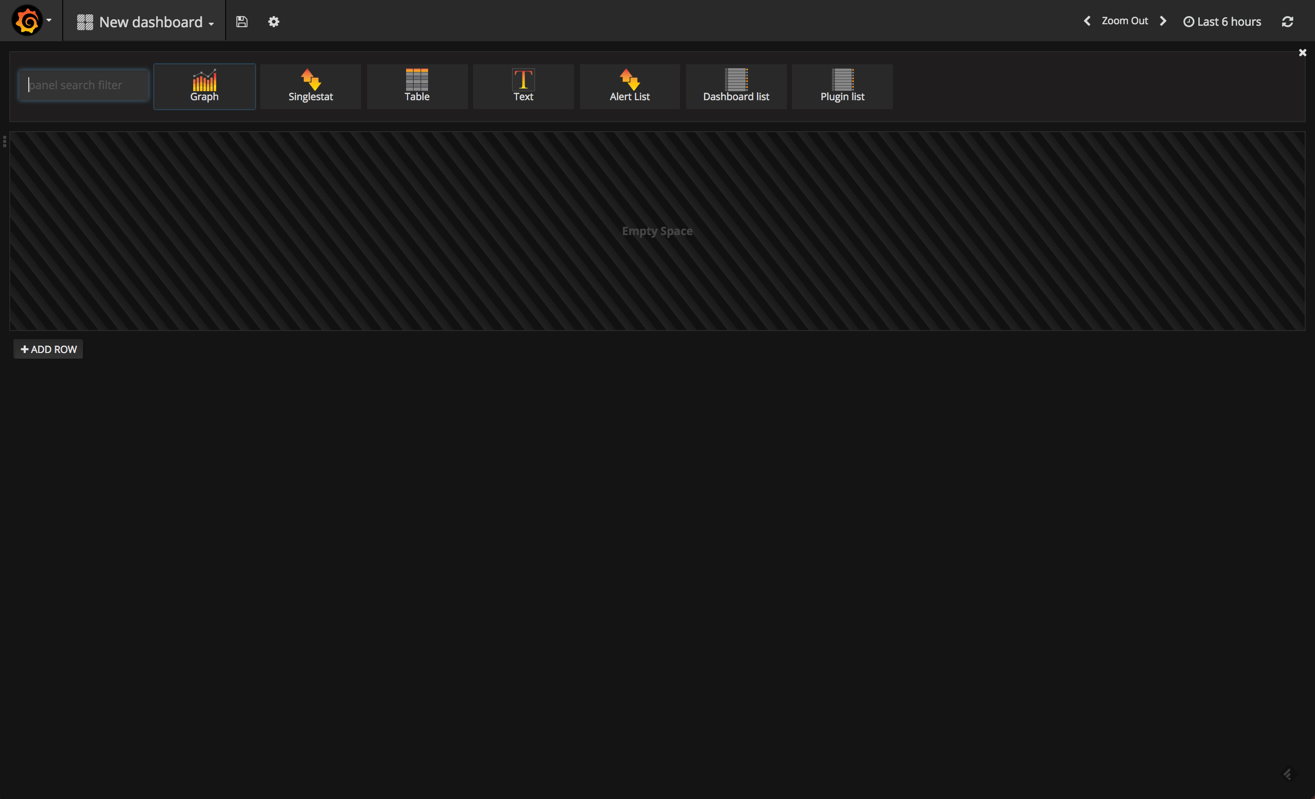 New dashboard
Zoom Out
Last 6 hours
panel search filter
Graph
Singlestat
Table
Text
Alert List
Dashboard list
Plugin list
Empty Space
+ ADD ROW